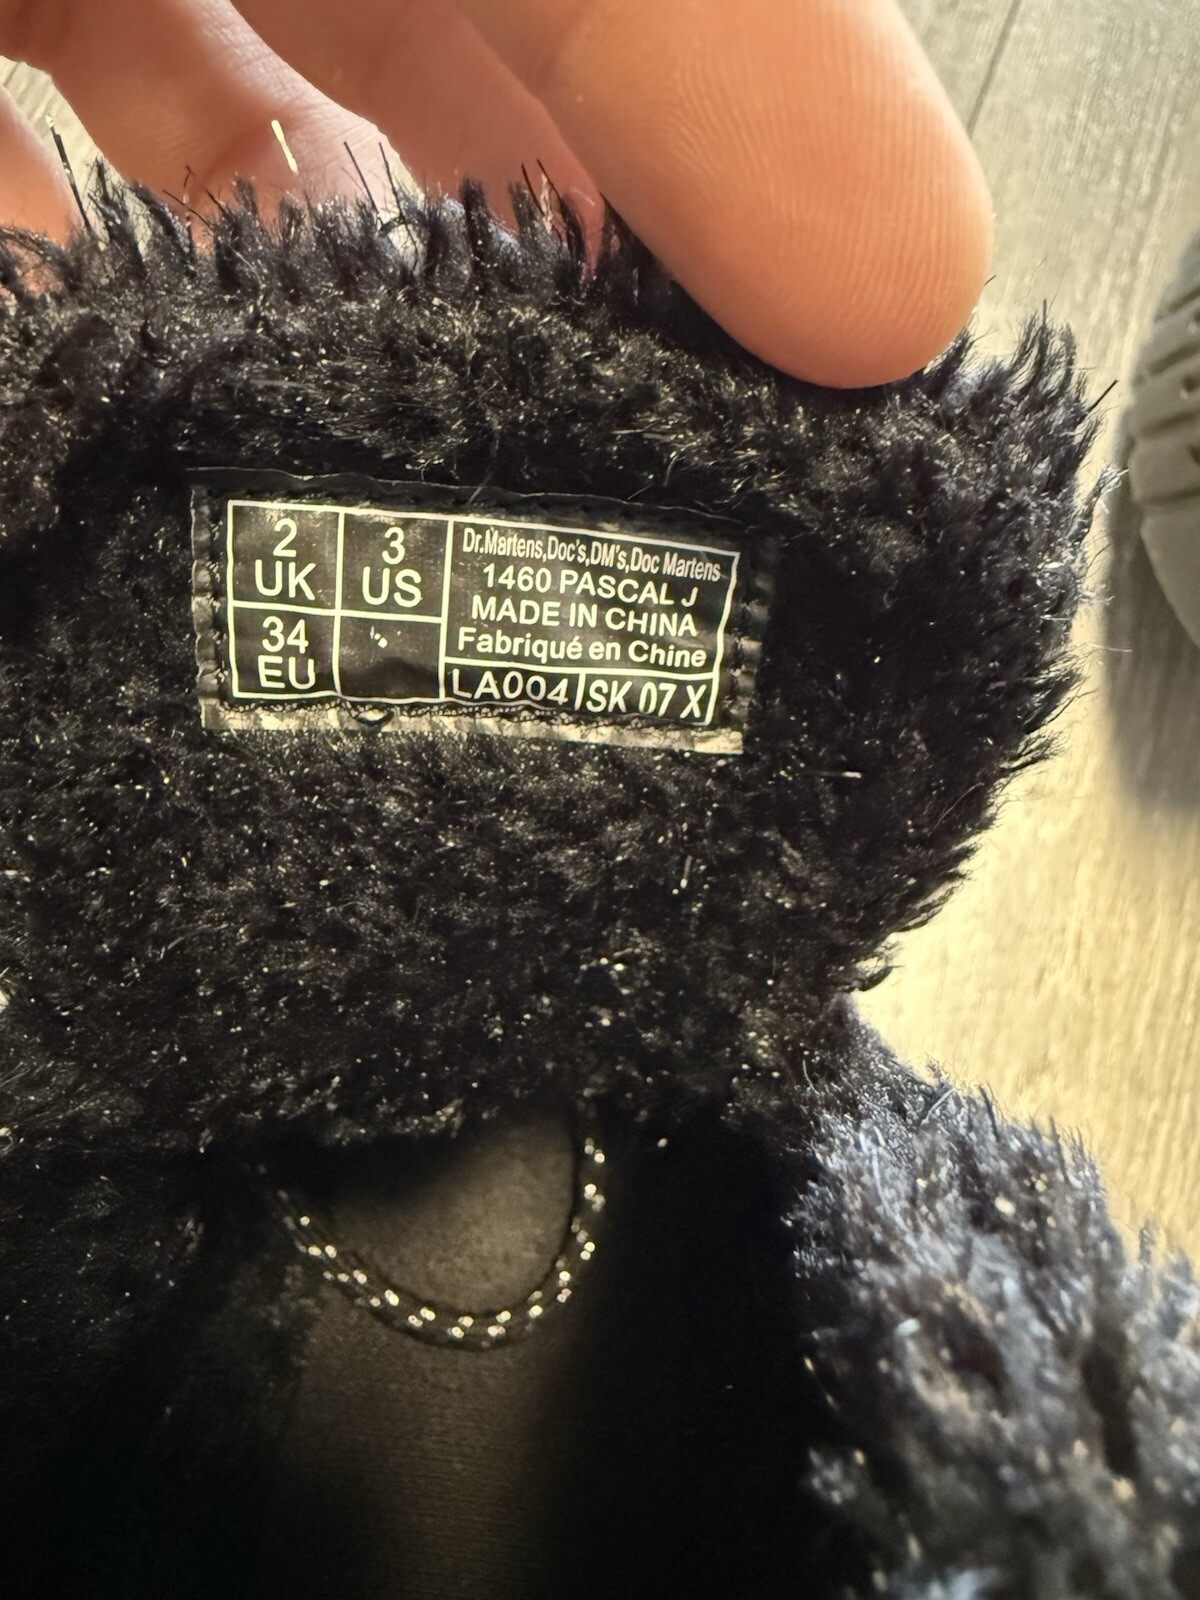 2
UK
3
US
34
EU
Dr.Martens,Doc's,DM's,Doc Martens
1460 PASCAL J
MADE IN CHINA
Fabriqué en Chine
LA004 SK 07 X